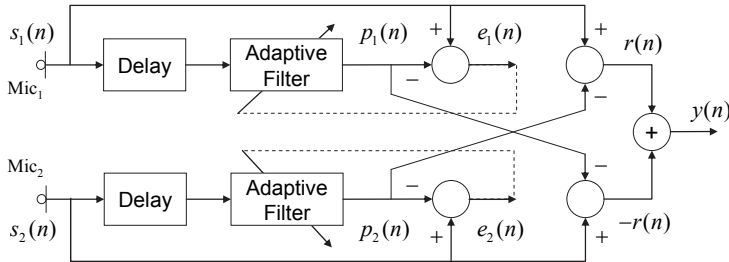 s₁(n)
p₁(n)
+
e₁(n)
+
r(n)
Mic₁
Delay
Adaptive
Filter
−
−
y(n)
+
Mic₂
Delay
Adaptive
Filter
−
−
s₂(n)
p₂(n)
+
e₂(n)
+
−r(n)